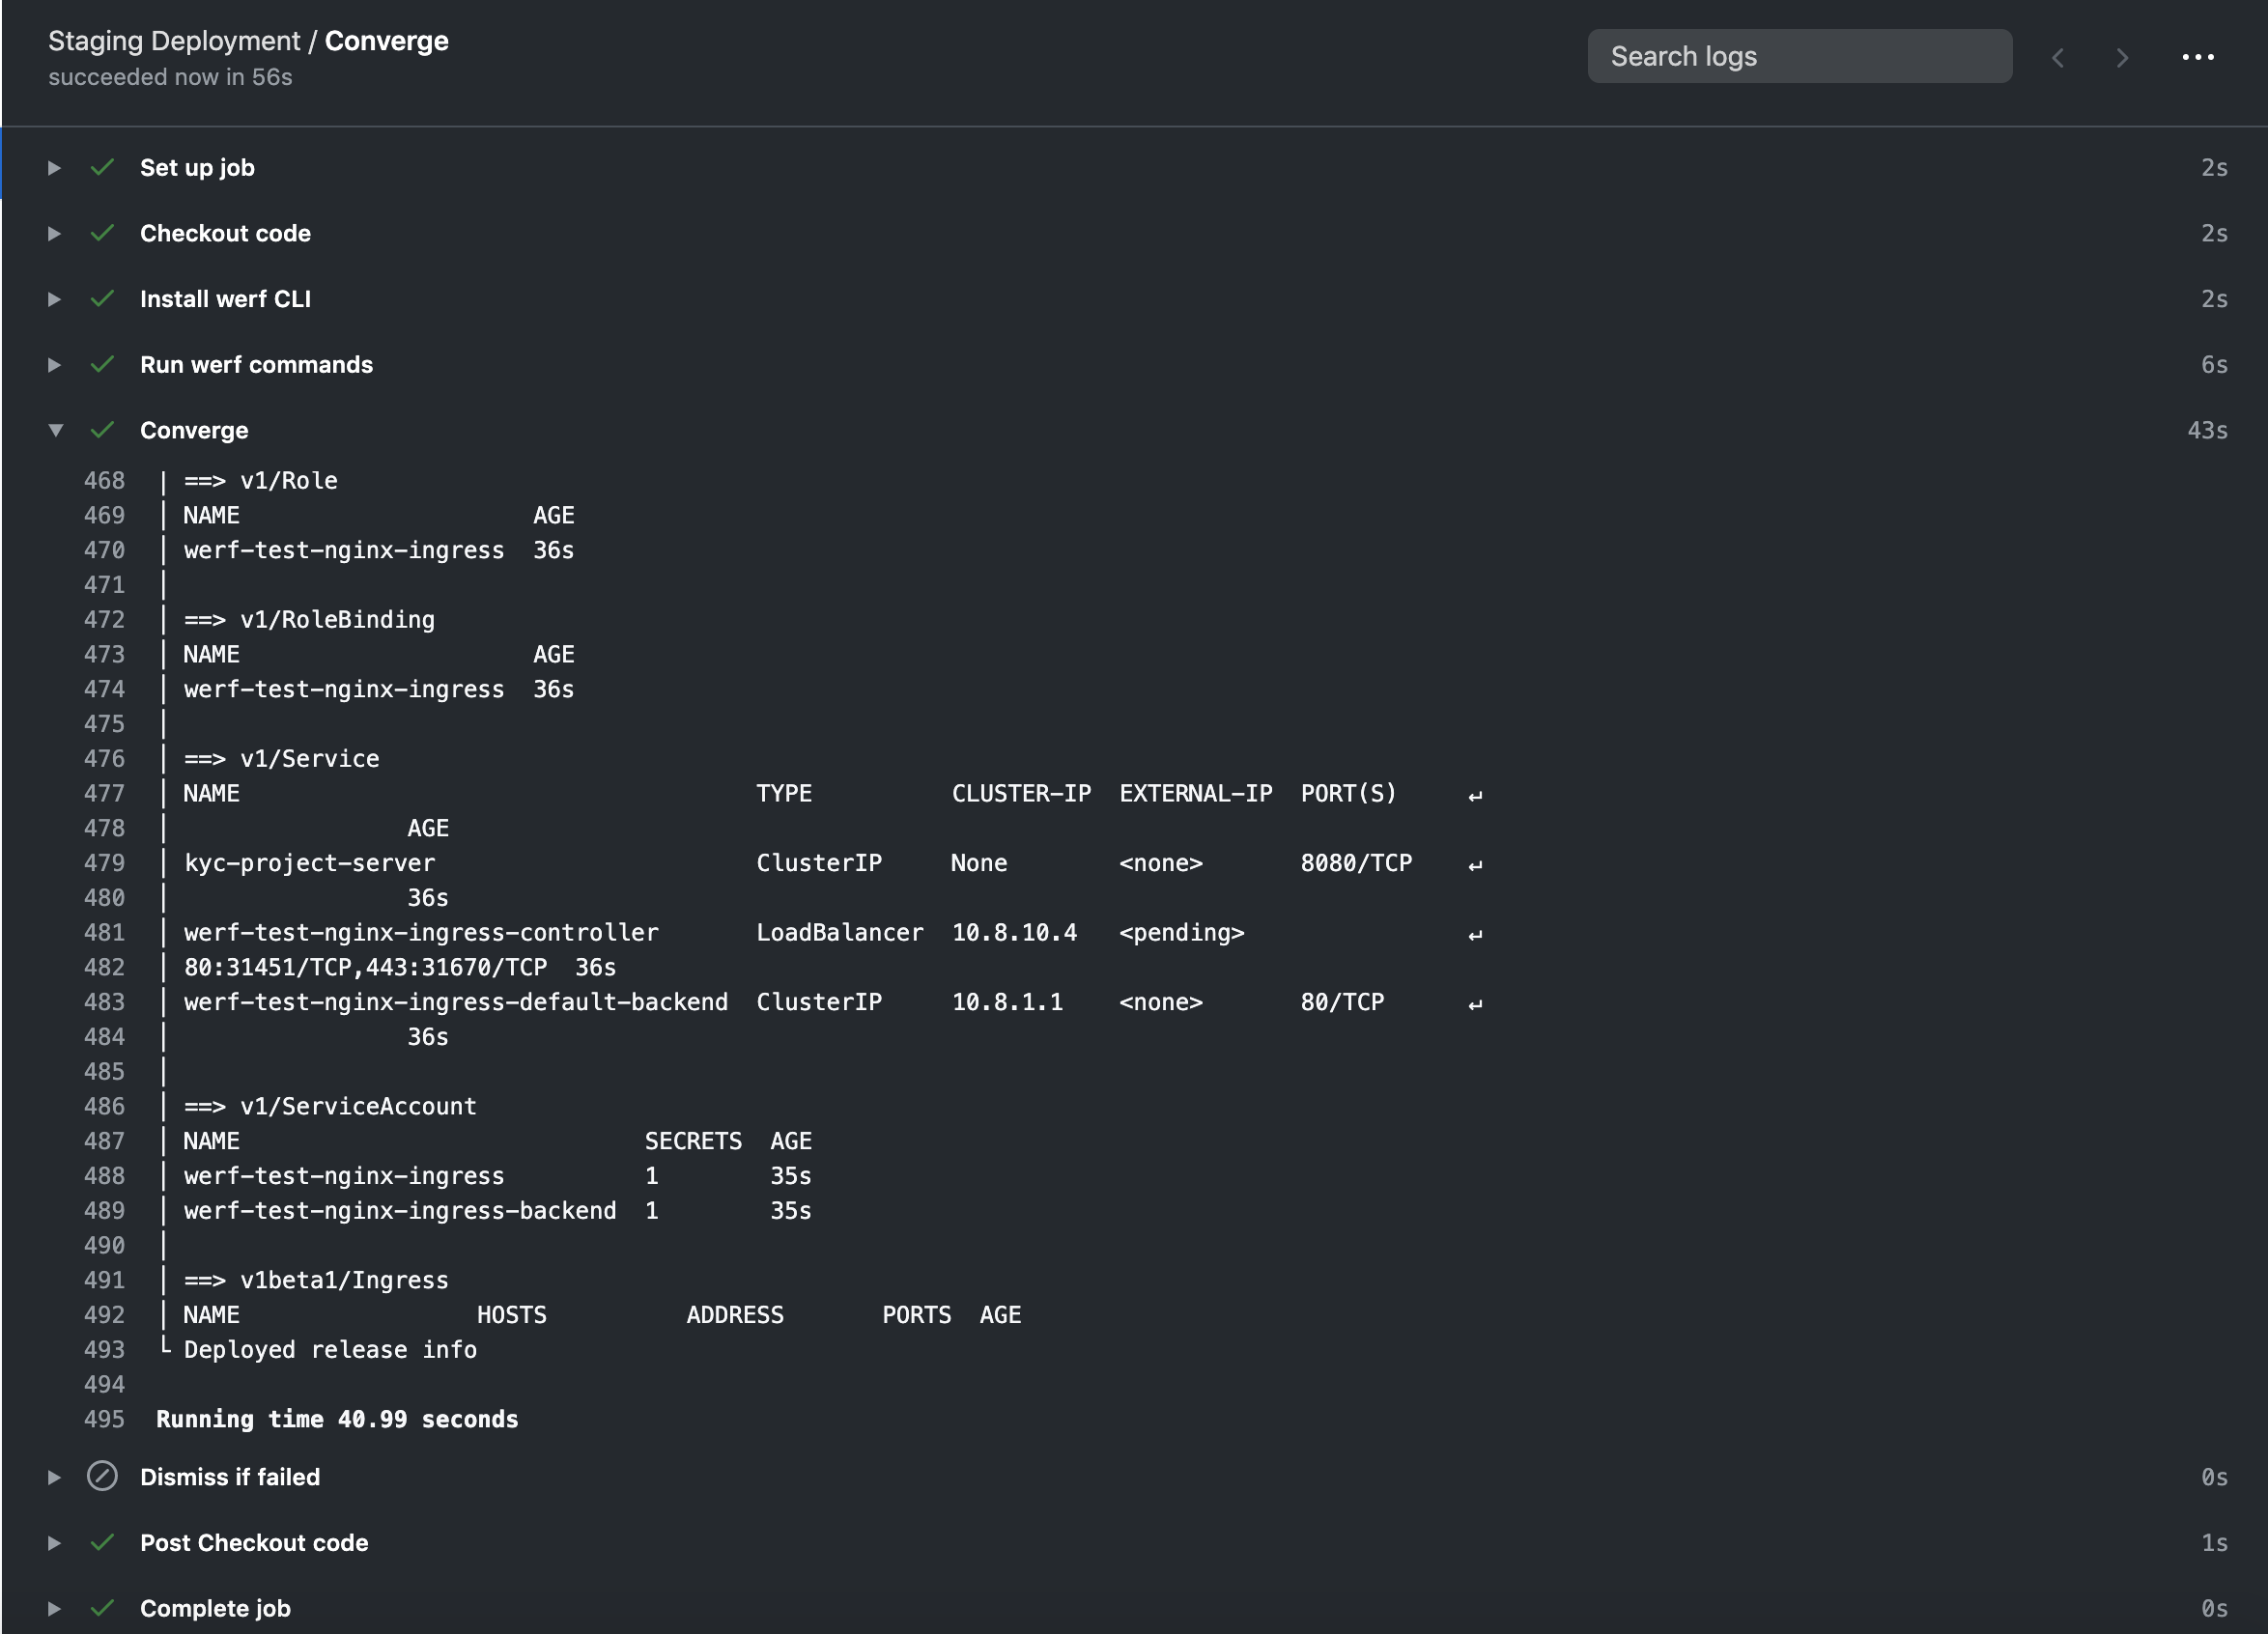 Staging Deployment / Converge
succeeded now in 56s
Search logs
Set up job 2s
Checkout code 2s
Install werf CLI 2s
Run werf commands 6s
Converge 43s
468 | ==> v1/Role
469 │ NAME                     AGE
470 │ werf-test-nginx-ingress  36s
471 │
472 │ ==> v1/RoleBinding
473 │ NAME                     AGE
474 │ werf-test-nginx-ingress  36s
475 │
476 │ ==> v1/Service
477 │ NAME                                     TYPE          CLUSTER-IP  EXTERNAL-IP  PORT(S)     ↵
478 │                 AGE
479 │ kyc-project-server                       ClusterIP     None        <none>       8080/TCP    ↵
480 │                 36s
481 │ werf-test-nginx-ingress-controller       LoadBalancer  10.8.10.4   <pending>                ↵
482 │ 80:31451/TCP,443:31670/TCP  36s
483 │ werf-test-nginx-ingress-default-backend  ClusterIP     10.8.1.1    <none>       80/TCP      ↵
484 │                 36s
485 │
486 │ ==> v1/ServiceAccount
487 │ NAME                             SECRETS  AGE
488 │ werf-test-nginx-ingress          1        35s
489 │ werf-test-nginx-ingress-backend  1        35s
490 │
491 │ ==> v1beta1/Ingress
492 │ NAME                 HOSTS          ADDRESS       PORTS  AGE
493 └ Deployed release info
494
495 Running time 40.99 seconds
Dismiss if failed 0s
Post Checkout code 1s
Complete job 0s